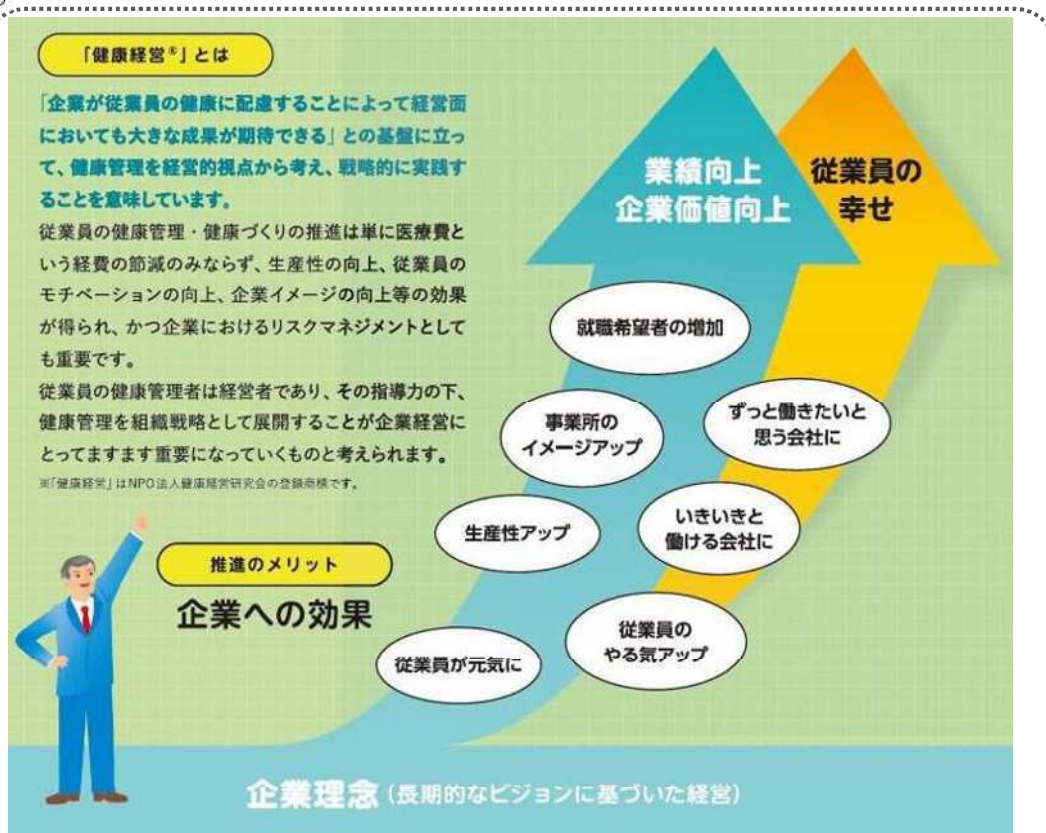 「健康経営®」とは
「企業が従業員の健康に配慮することによって経営面
においても大きな成果が期待できる」との基盤に立っ
て、健康管理を経営的視点から考え、戦略的に実践す
ることを意味しています。
従業員の健康管理・健康づくりの推進は単に医療費と
いう経費の節減のみならず、生産性の向上、従業員の
モチベーションの向上、企業イメージの向上等の効果
が得られ、かつ企業におけるリスクマネジメントとして
も重要です。
従業員の健康管理者は経営者であり、その指導力の下、
健康管理を組織戦略として展開することが企業経営に
とってますます重要になっていくものと考えられます。
※「健康経営」はNPO法人健康経営研究会の登録商標です。
推進のメリット
企業への効果
業績向上
企業価値向上
従業員の
幸せ
就職希望者の増加
事業所の
イメージアップ
ずっと働きたいと
思う会社に
生産性アップ
いきいきと
働ける会社に
従業員が元気に
従業員の
やる気アップ
企業理念(長期的なビジョンに基づいた経営)